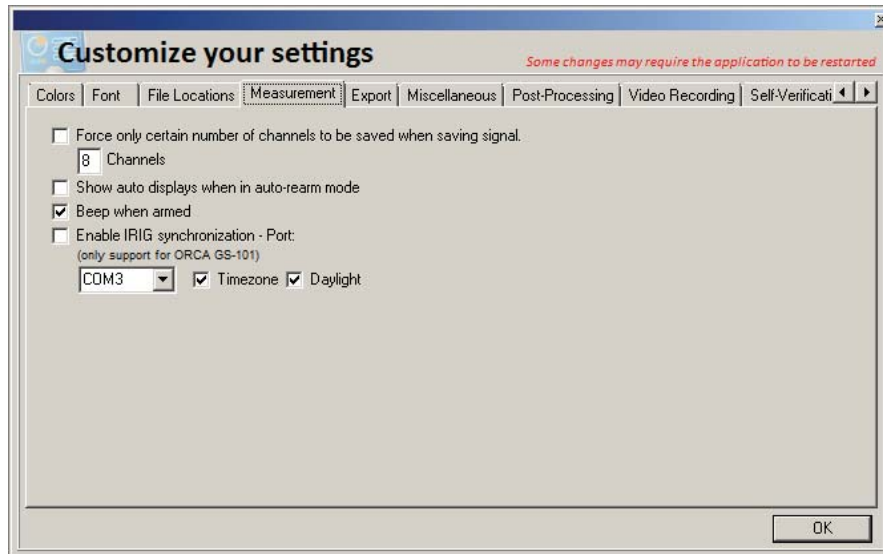 Customize your settings
Some changes may require the application to be restarted
Colors Font File Locations Measurement Export Miscellaneous Post-Processing Video Recording Self-Verificati
Force only certain number of channels to be saved when saving signal.
8 Channels
Show auto displays when in auto-rearm mode
Beep when armed
Enable IRIG synchronization - Port:
(only support for ORCA GS-101)
COM3 Timezone Daylight
OK